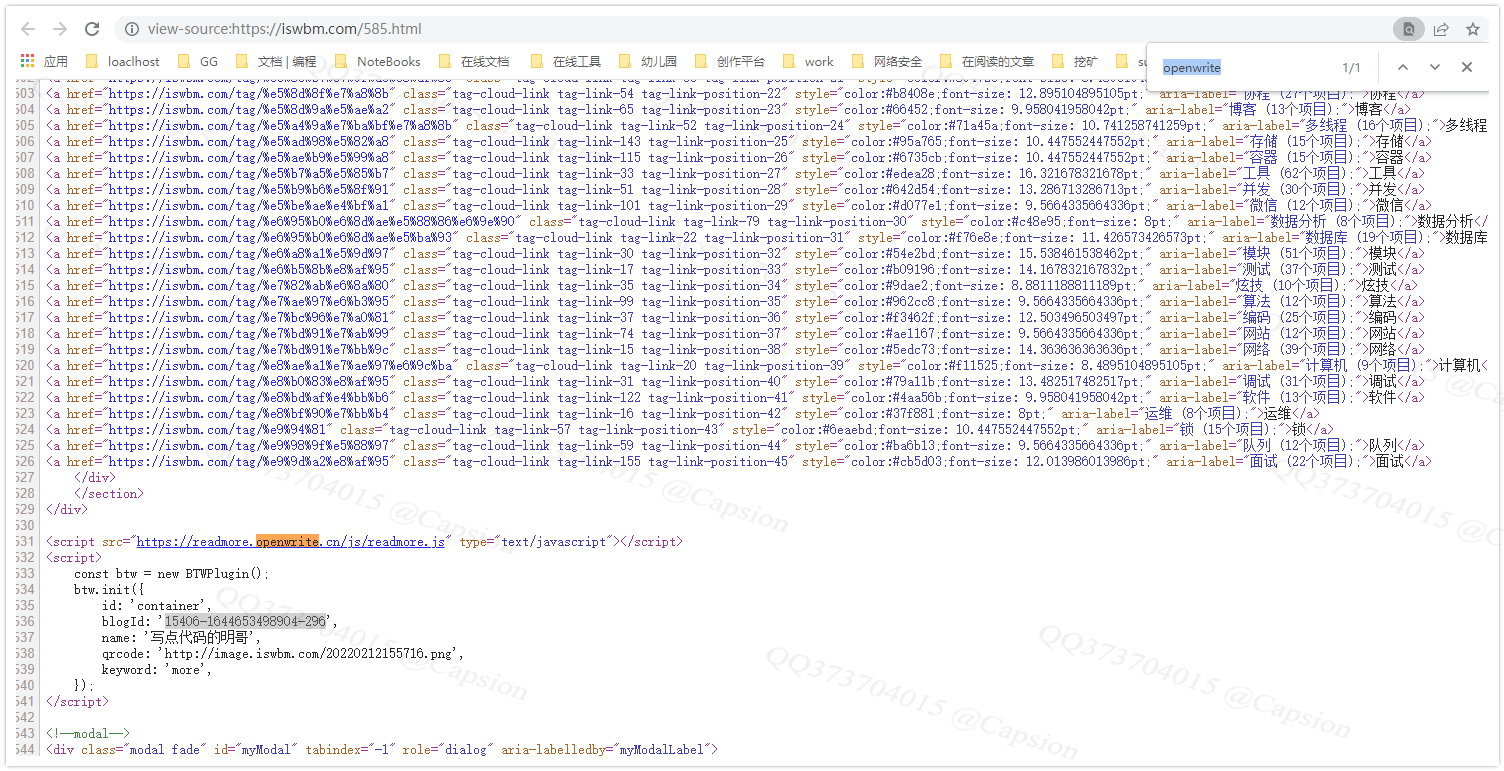 view-source:https://iswbm.com/585.html
应用 loaclhost GG 文档 | 编程 NoteBooks 在线文档 在线工具 幼儿园 创作平台 work 网络安全 在阅读的文章 挖矿
openwrite 1/1
503 <a href="https://iswbm.com/tag/%e5%8d%8f%e7%a8%8b" class="tag-cloud-link tag-link-54 tag-link-position-22" style="color:#b8408e;font-size: 12.895104895105pt;" aria-label="协程 (27个项目);">协程</a>
504 <a href="https://iswbm.com/tag/%e5%8d%9a%e5%ae%a2" class="tag-cloud-link tag-link-65 tag-link-position-23" style="color:#66452;font-size: 9.958041958042pt;" aria-label="博客 (13个项目);">博客</a>
505 <a href="https://iswbm.com/tag/%e5%a4%9a%e7%ba%bf%e7%a8%8b" class="tag-cloud-link tag-link-52 tag-link-position-24" style="color:#71a45a;font-size: 10.741258741259pt;" aria-label="多线程 (16个项目);">多线程
506 <a href="https://iswbm.com/tag/%e5%ad%98%e5%82%a8" class="tag-cloud-link tag-link-143 tag-link-position-25" style="color:#95a765;font-size: 10.447552447552pt;" aria-label="存储 (15个项目);">存储</a>
507 <a href="https://iswbm.com/tag/%e5%ae%b9%e5%99%a8" class="tag-cloud-link tag-link-115 tag-link-position-26" style="color:#6735cb;font-size: 10.447552447552pt;" aria-label="容器 (15个项目);">容器</a>
508 <a href="https://iswbm.com/tag/%e5%b7%a5%e5%85%b7" class="tag-cloud-link tag-link-33 tag-link-position-27" style="color:#edea28;font-size: 16.321678321678pt;" aria-label="工具 (62个项目);">工具</a>
509 <a href="https://iswbm.com/tag/%e5%b9%b6%e5%8f%91" class="tag-cloud-link tag-link-51 tag-link-position-28" style="color:#642d54;font-size: 13.286713286713pt;" aria-label="并发 (30个项目);">并发</a>
510 <a href="https://iswbm.com/tag/%e5%be%ae%e4%bf%a1" class="tag-cloud-link tag-link-101 tag-link-position-29" style="color:#d077e1;font-size: 9.5664335664336pt;" aria-label="微信 (12个项目);">微信</a>
511 <a href="https://iswbm.com/tag/%e6%95%b0%e6%8d%ae%e5%88%86%e6%9e%90" class="tag-cloud-link tag-link-79 tag-link-position-30" style="color:#c48e95;font-size: 8pt;" aria-label="数据分析 (8个项目);">数据分析</
512 <a href="https://iswbm.com/tag/%e6%95%b0%e6%8d%ae%e5%ba%93" class="tag-cloud-link tag-link-22 tag-link-position-31" style="color:#f76e8e;font-size: 11.426573426573pt;" aria-label="数据库 (19个项目);">数据库
513 <a href="https://iswbm.com/tag/%e6%a8%a1%e5%9d%97" class="tag-cloud-link tag-link-30 tag-link-position-32" style="color:#54e2bd;font-size: 15.538461538462pt;" aria-label="模块 (51个项目);">模块</a>
514 <a href="https://iswbm.com/tag/%e6%b5%8b%e8%af%95" class="tag-cloud-link tag-link-17 tag-link-position-33" style="color:#b09196;font-size: 14.167832167832pt;" aria-label="测试 (37个项目);">测试</a>
515 <a href="https://iswbm.com/tag/%e7%82%ab%e6%8a%80" class="tag-cloud-link tag-link-35 tag-link-position-34" style="color:#9dae2;font-size: 8.8811188811189pt;" aria-label="炫技 (10个项目);">炫技</a>
516 <a href="https://iswbm.com/tag/%e7%ae%97%e6%b3%95" class="tag-cloud-link tag-link-99 tag-link-position-35" style="color:#962cc8;font-size: 9.5664335664336pt;" aria-label="算法 (12个项目);">算法</a>
517 <a href="https://iswbm.com/tag/%e7%bc%96%e7%a0%81" class="tag-cloud-link tag-link-37 tag-link-position-36" style="color:#f3462f;font-size: 12.503496503497pt;" aria-label="编码 (25个项目);">编码</a>
518 <a href="https://iswbm.com/tag/%e7%bd%91%e7%ab%99" class="tag-cloud-link tag-link-74 tag-link-position-37" style="color:#ae1167;font-size: 9.5664335664336pt;" aria-label="网站 (12个项目);">网站</a>
519 <a href="https://iswbm.com/tag/%e7%bd%91%e7%bb%9c" class="tag-cloud-link tag-link-15 tag-link-position-38" style="color:#5edc73;font-size: 14.363636363636pt;" aria-label="网络 (39个项目);">网络</a>
520 <a href="https://iswbm.com/tag/%e8%ae%a1%e7%ae%97%e6%9c%ba" class="tag-cloud-link tag-link-20 tag-link-position-39" style="color:#f11525;font-size: 8.4895104895105pt;" aria-label="计算机 (9个项目);">计算机<
521 <a href="https://iswbm.com/tag/%e8%b0%83%e8%af%95" class="tag-cloud-link tag-link-31 tag-link-position-40" style="color:#79a11b;font-size: 13.482517482517pt;" aria-label="调试 (31个项目);">调试</a>
522 <a href="https://iswbm.com/tag/%e8%bd%af%e4%bb%b6" class="tag-cloud-link tag-link-122 tag-link-position-41" style="color:#4aa56b;font-size: 9.958041958042pt;" aria-label="软件 (13个项目);">软件</a>
523 <a href="https://iswbm.com/tag/%e8%bf%90%e7%bb%b4" class="tag-cloud-link tag-link-16 tag-link-position-42" style="color:#37f881;font-size: 8pt;" aria-label="运维 (8个项目);">运维</a>
524 <a href="https://iswbm.com/tag/%e9%94%81" class="tag-cloud-link tag-link-57 tag-link-position-43" style="color:#6eaebd;font-size: 10.447552447552pt;" aria-label="锁 (15个项目);">锁</a>
525 <a href="https://iswbm.com/tag/%e9%98%9f%e5%88%97" class="tag-cloud-link tag-link-59 tag-link-position-44" style="color:#ba6b13;font-size: 9.5664335664336pt;" aria-label="队列 (12个项目);">队列</a>
526 <a href="https://iswbm.com/tag/%e9%9d%a2%e8%af%95" class="tag-cloud-link tag-link-155 tag-link-position-45" style="color:#cb5d03;font-size: 12.013986013986pt;" aria-label="面试 (22个项目);">面试</a>
527 </div>
528 </section>
529 </div>
530
531 <script src="https://readmore.openwrite.cn/js/readmore.js" type="text/javascript"></script>
532 <script>
533 const btw = new BTWPlugin();
534 btw.init({
535 id: 'container',
536 blogId: '15406-1644653498904-296',
537 name: '写点代码的明哥',
538 qrcode: 'http://image.iswbm.com/20220212155716.png',
539 keyword: 'more',
540 });
541 </script>
542
543 <!--modal-->
544 <div class="modal fade" id="myModal" tabindex="-1" role="dialog" aria-labelledby="myModalLabel">
QQ373704015 @Capsion